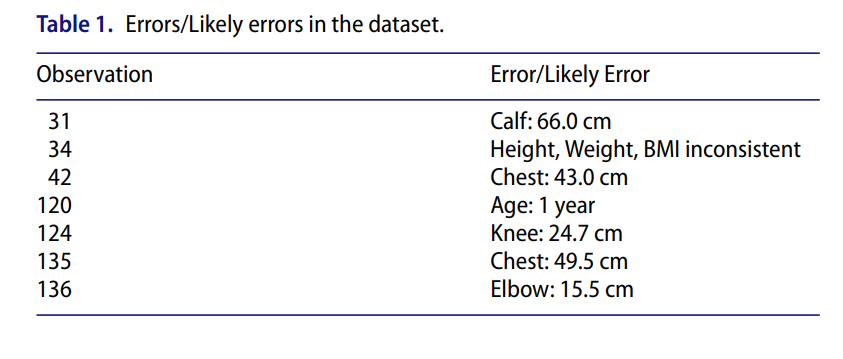 Table 1. Errors/Likely errors in the dataset.
Observation Error/Likely Error
31 Calf: 66.0 cm
34 Height, Weight, BMI inconsistent
42 Chest: 43.0 cm
120 Age: 1 year
124 Knee: 24.7 cm
135 Chest: 49.5 cm
136 Elbow: 15.5 cm